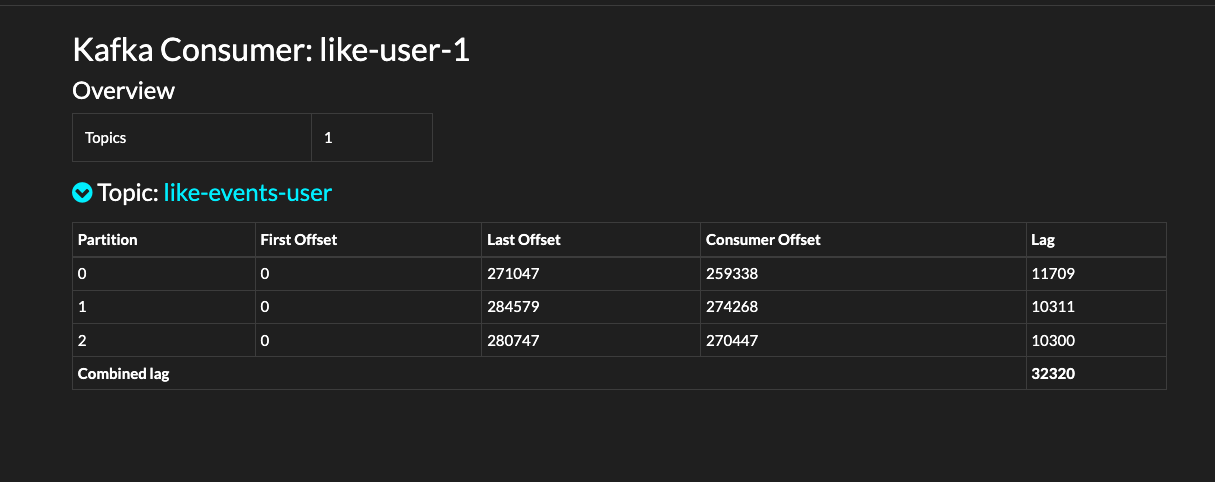 Kafka Consumer: like-user-1
Overview
Topics 1
Topic: like-events-user
Partition First Offset Last Offset Consumer Offset Lag
0 0 271047 259338 11709
1 0 284579 274268 10311
2 0 280747 270447 10300
Combined lag 32320